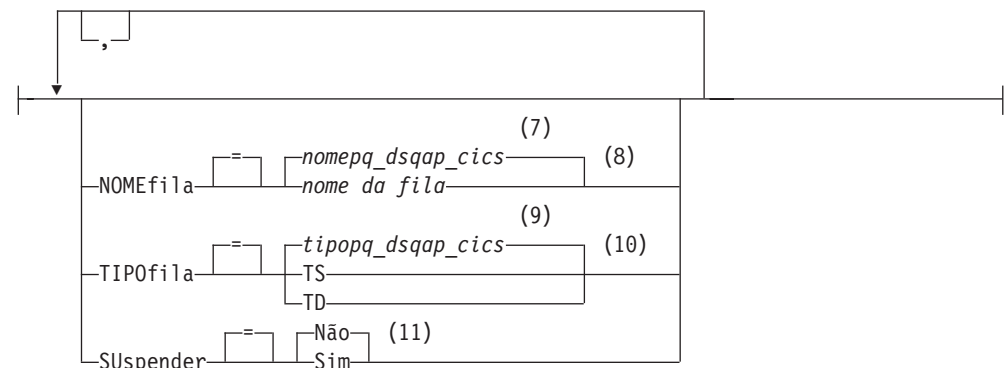 ,
(7)
= nomepq_dsqap_cics (8)
NOMEfila nome da fila
(9)
= tipopq_dsqap_cics (10)
TIPOfila TS
TD
= Não (11)
SUspender Sim